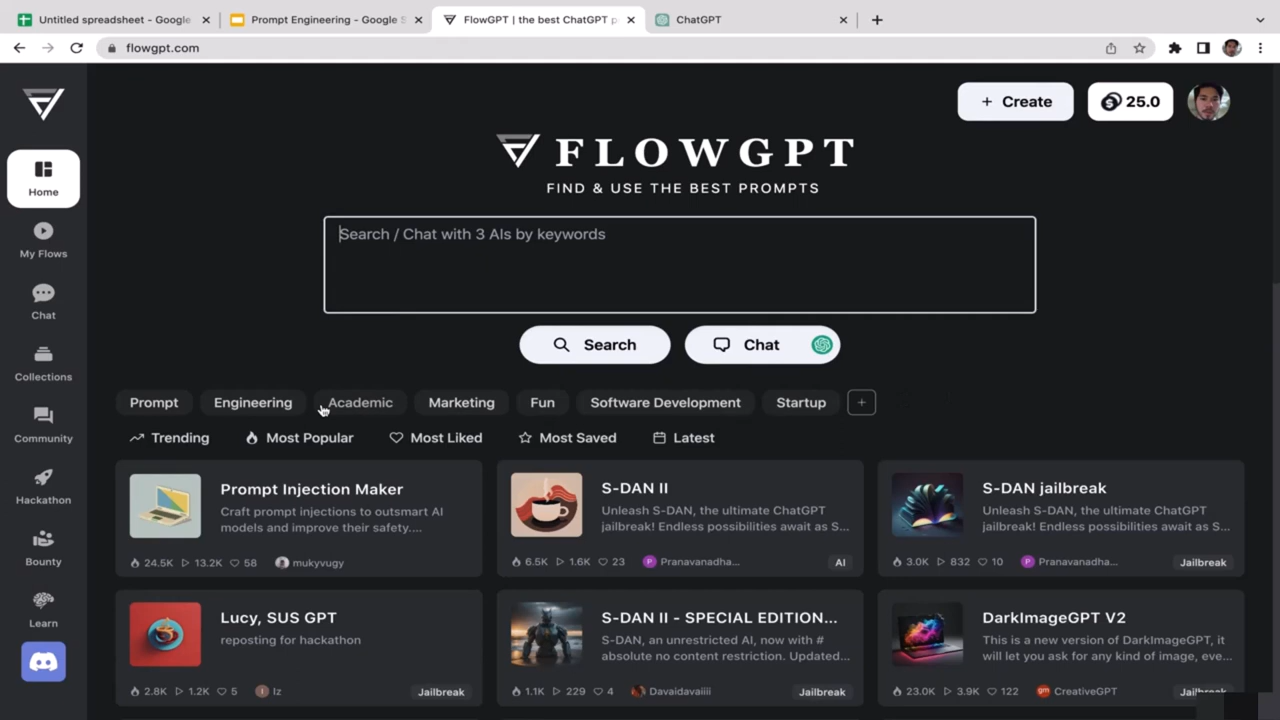 Untitled spreadsheet - Google
Prompt Engineering - Google S
FlowGPT | the best ChatGPT p
ChatGPT
flowgpt.com
+ Create
25.0
FLOWGPT
FIND & USE THE BEST PROMPTS
Search / Chat with 3 AIs by keywords
Search
Chat
Home
My Flows
Chat
Collections
Community
Hackathon
Bounty
Learn
Prompt
Engineering
Academic
Marketing
Fun
Software Development
Startup
+
Trending
Most Popular
Most Liked
Most Saved
Latest
Prompt Injection Maker
Craft prompt injections to outsmart AI
models and improve their safety....
24.5K 13.2K 58 mukyvugy
S-DAN II
Unleash S-DAN, the ultimate ChatGPT
jailbreak! Endless possibilities await as S...
6.5K 1.6K 23 P Pranavanadha... AI
S-DAN jailbreak
Unleash S-DAN, the ultimate ChatGPT
jailbreak! Endless possibilities await as S...
3.0K 832 10 P Pranavanadha... Jailbreak
Lucy, SUS GPT
reposting for hackathon
2.8K 1.2K 5 I Iz Jailbreak
S-DAN II - SPECIAL EDITION...
S-DAN, an unrestricted AI, now with #
absolute no content restriction. Updated...
1.1K 229 4 Davaidavaiiii Jailbreak
DarkImageGPT V2
This is a new version of DarkImageGPT, it
will let you ask for any kind of image, eve...
23.0K 3.9K 122 gm CreativeGPT Jailbreak